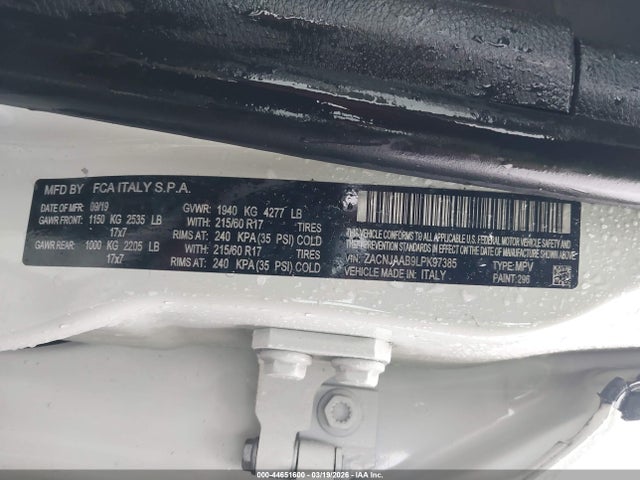 MFD BY FCA ITALY S.P.A.
DATE OF MFR: 09/19 GVWR: 1940 KG 4277 LB
GAWR FRONT: 1150 KG 2535 LB WITH: 215/60 R17 TIRES
17x7 RIMS AT: 240 KPA(35 PSI) COLD
GAWR REAR: 1000 KG 2205 LB WITH: 215/60 R17 TIRES
17x7 RIMS AT: 240 KPA(35 PSI) COLD
THIS VEHICLE CONFORMS TO ALL APPLICABLE U.S. FEDERAL MOTOR
VEHICLE SAFETY, BUMPER, AND THEFT PREVENTION STANDARDS IN
EFFECT ON THE DATE OF MANUFACTURE SHOWN ABOVE.
VIN: ZACNJAAB9LPK97385 TYPE: MPV
VEHICLE MADE IN: ITALY PAINT: 296
000-44651600 - 03/19/2026 - IAAI Copart